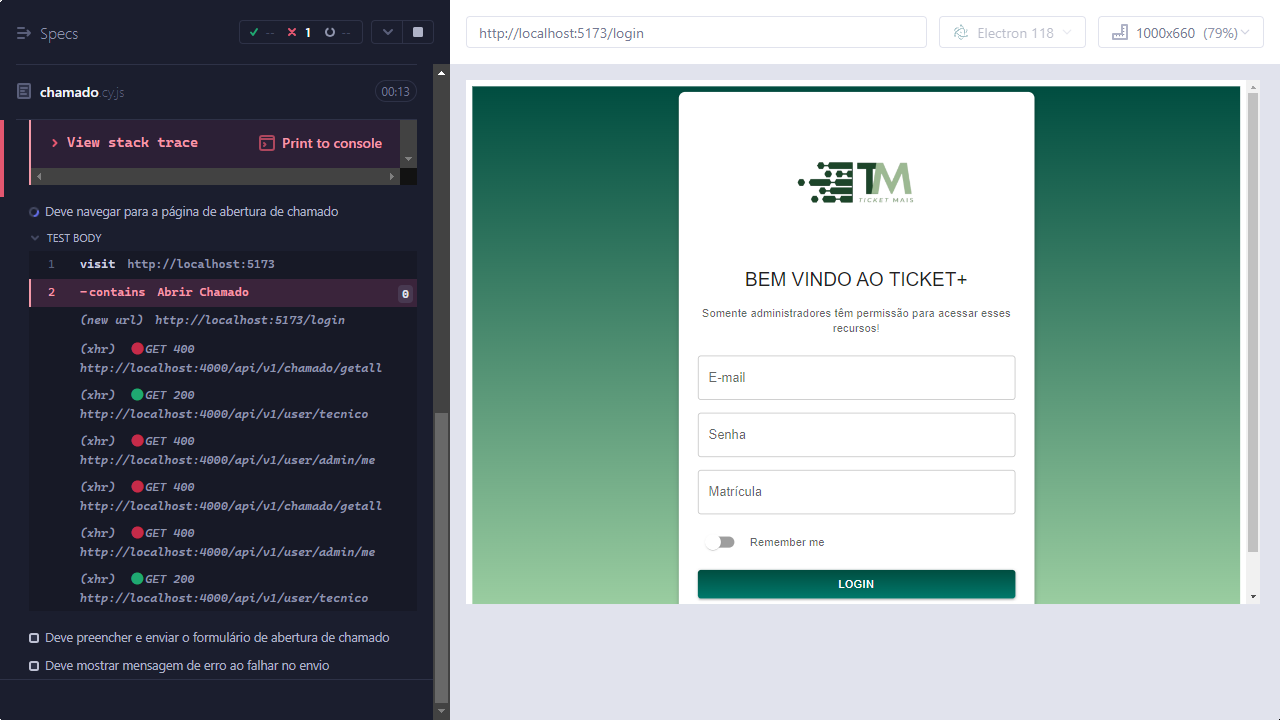 Specs
-- 1 --
chamado.cy.js 00:13
View stack trace Print to console
Deve navegar para a página de abertura de chamado
TEST BODY
1 visit http://localhost:5173
2 -contains Abrir Chamado 0
(new url) http://localhost:5173/login
(xhr) GET 400
http://localhost:4000/api/v1/chamado/getall
(xhr) GET 200
http://localhost:4000/api/v1/user/tecnico
(xhr) GET 400
http://localhost:4000/api/v1/user/admin/me
(xhr) GET 400
http://localhost:4000/api/v1/chamado/getall
(xhr) GET 400
http://localhost:4000/api/v1/user/admin/me
(xhr) GET 200
http://localhost:4000/api/v1/user/tecnico
Deve preencher e enviar o formulário de abertura de chamado
Deve mostrar mensagem de erro ao falhar no envio
http://localhost:5173/login
Electron 118
1000x660 (79%)
TM
TICKET MAIS
BEM VINDO AO TICKET+
Somente administradores têm permissão para acessar esses
recursos!
E-mail
Senha
Matrícula
Remember me
LOGIN